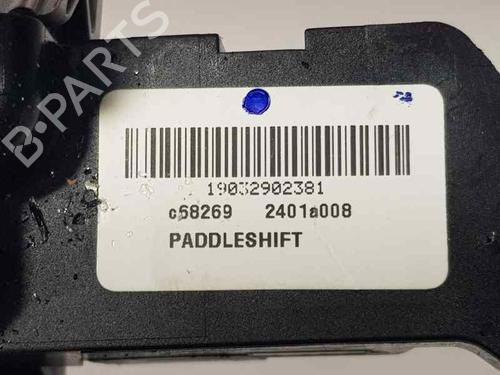 B-PARTS
19032902381
c68269 2401a008
PADDLESHIFT